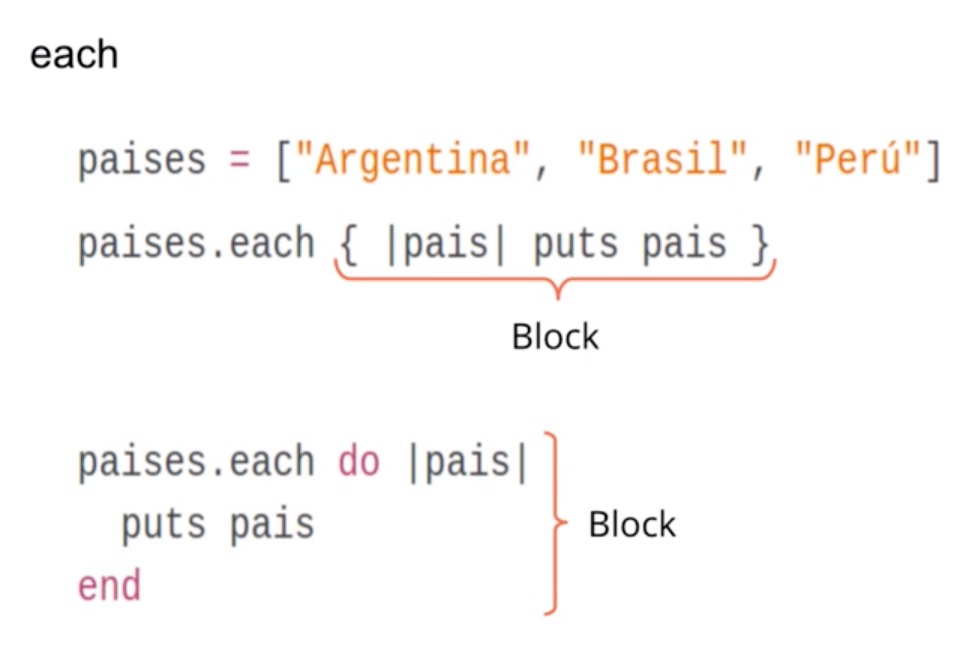 each
paises = ["Argentina", "Brasil", "Perú"]
paises.each { |pais| puts pais }
Block
paises.each do |pais|
puts pais
Block
end